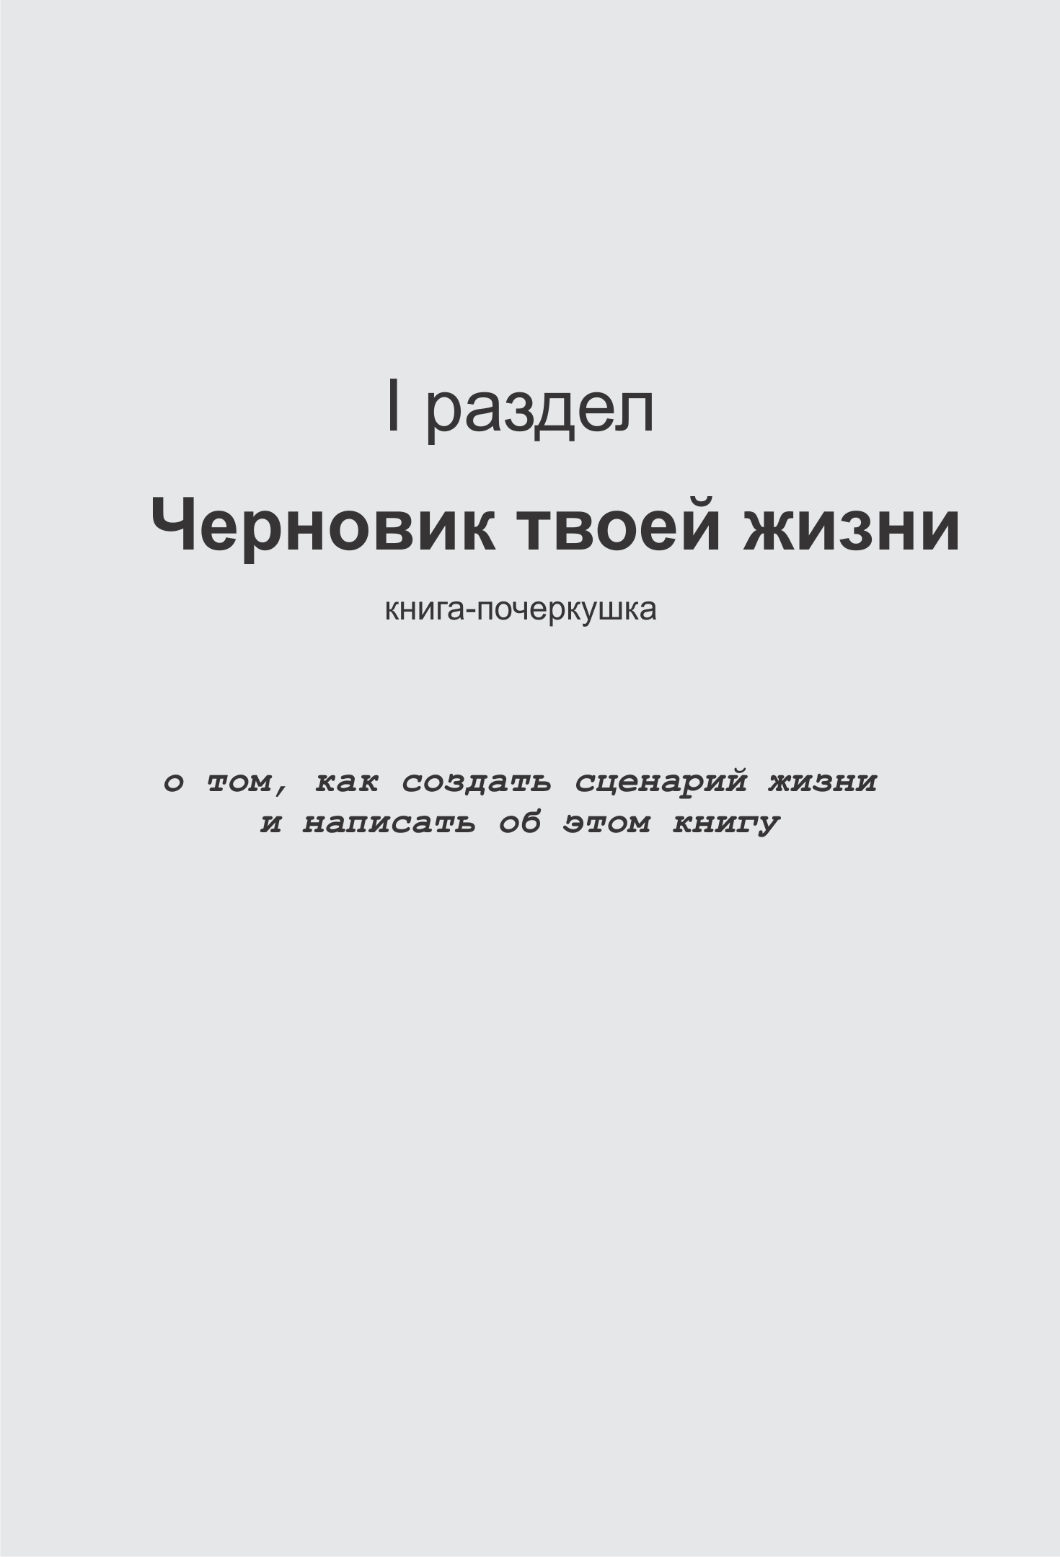 I раздел
Черновик твоей жизни
книга-почеркушка
о том, как создать сценарий жизни
и написать об этом книгу